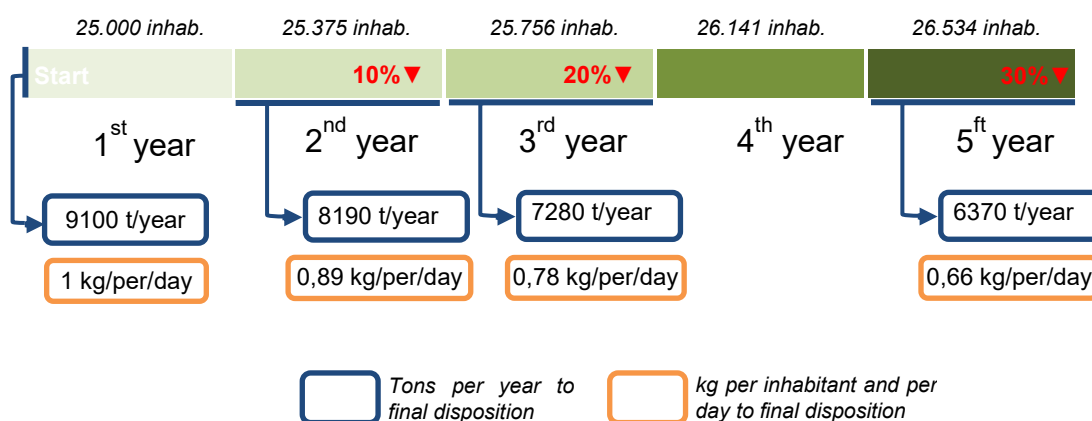 25.000 inhab. 25.375 inhab. 25.756 inhab. 26.141 inhab. 26.534 inhab.
Start 10%▼ 20%▼ 30%▼
1st year 2nd year 3rd year 4th year 5ft year
9100 t/year 8190 t/year 7280 t/year 6370 t/year
1 kg/per/day 0,89 kg/per/day 0,78 kg/per/day 0,66 kg/per/day
Tons per year to
final disposition
kg per inhabitant and per
day to final disposition